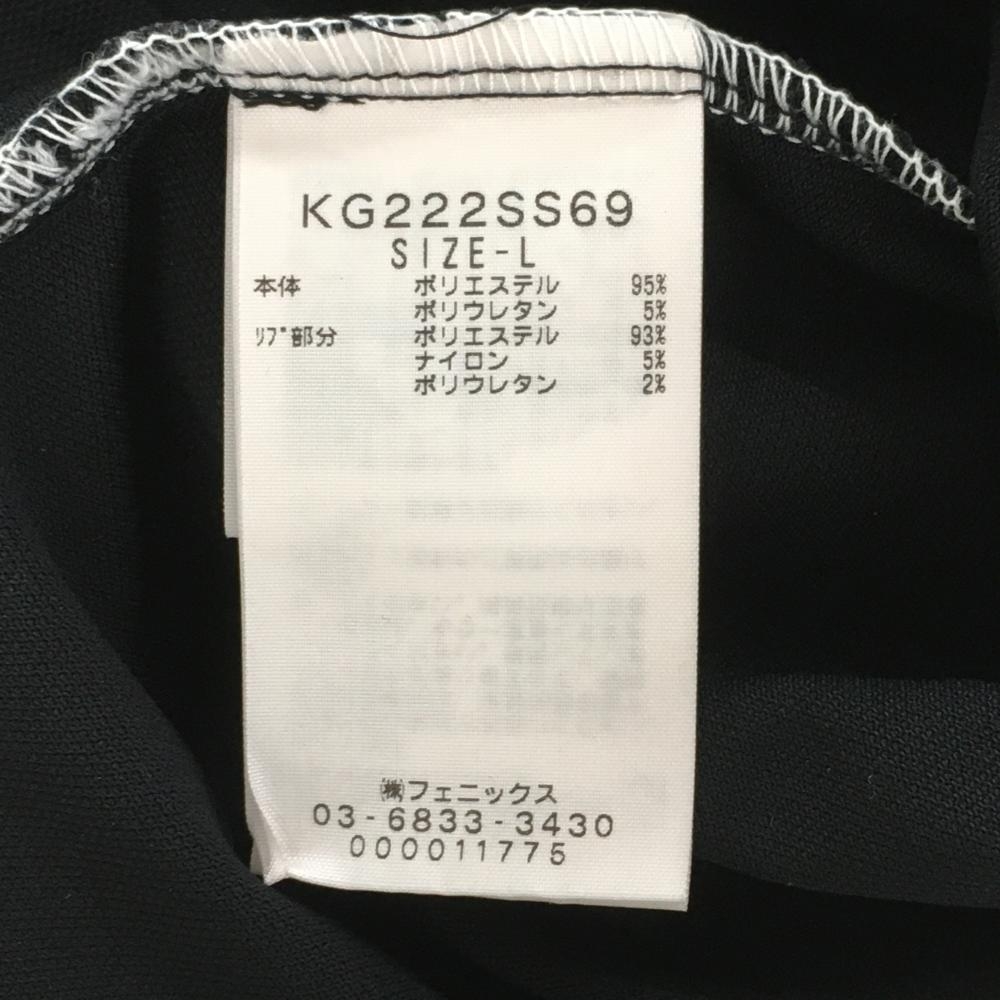 KG222SS69
SIZE-L
本体 ポリエステル 95%
ポリウレタン 5%
ﾘﾌﾞ部分 ポリエステル 93%
ナイロン 5%
ポリウレタン 2%
㈱フェニックス
03-6833-3430
000011775